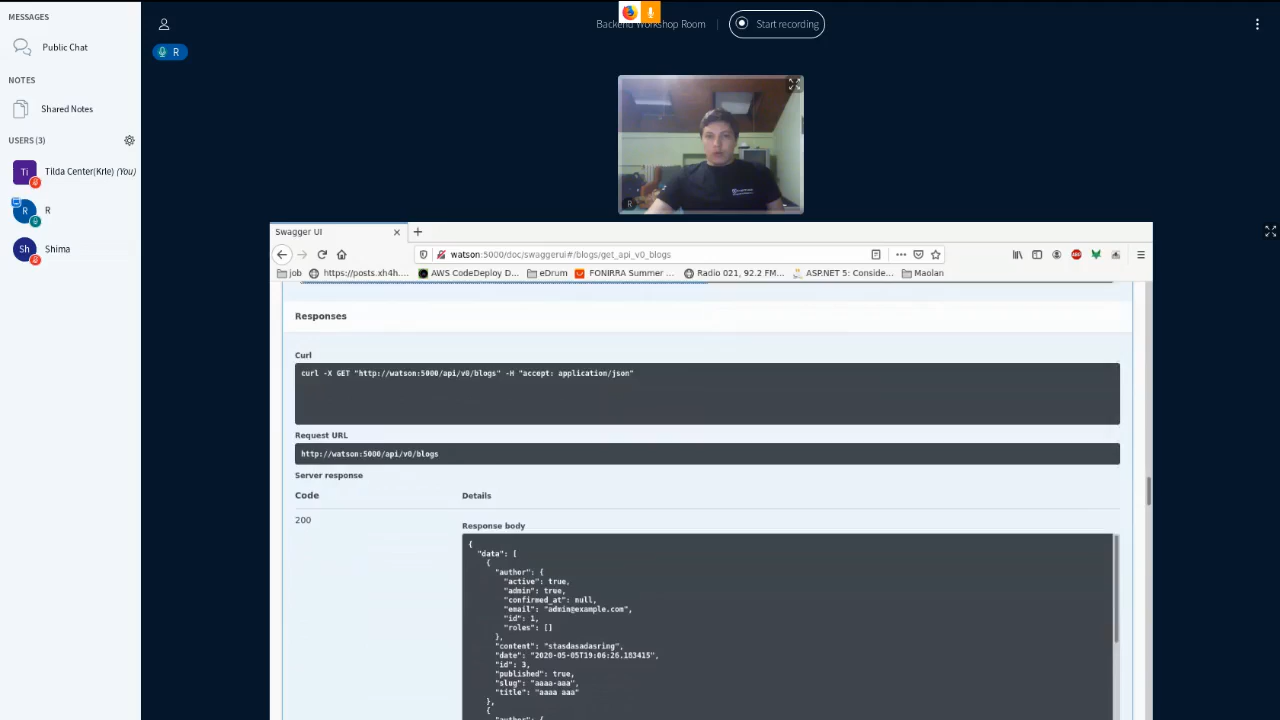 MESSAGES
Public Chat
NOTES
Shared Notes
USERS (3)
Ti
Tilda Center(Krle) (You)
R
R
Sh
Shima
Backend Workshop Room
Start recording
R
R
Swagger UI
watson:5000/doc/swaggerui#/blogs/get_api_v0_blogs
job
https://posts.xh4h....
AWS CodeDeploy D...
eDrum
FONIRRA Summer ...
Radio 021, 92.2 FM...
ASP.NET 5: Conside...
Maolan
Responses
Curl
curl -X GET "http://watson:5000/api/v0/blogs" -H "accept: application/json"
Request URL
http://watson:5000/api/v0/blogs
Server response
Code
Details
200
Response body
{
"data": [
{
"author": {
"active": true,
"admin": true,
"confirmed_at": null,
"email": "admin@example.com",
"id": 1,
"roles": []
},
"content": "stasdasadasring",
"date": "2020-05-05T19:06:26.183415",
"id": 3,
"published": true,
"slug": "aaaa-aaa",
"title": "aaaa aaa"
},
{
"author": {